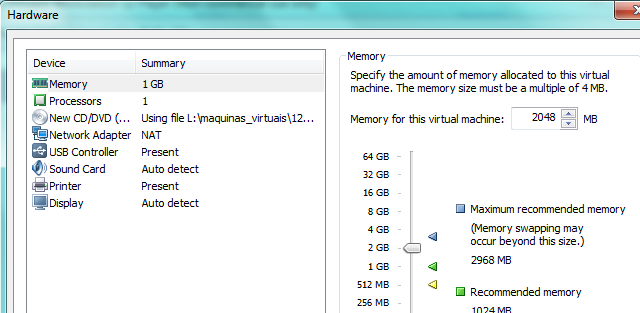 Hardware
Device Summary
Memory 1 GB
Processors 1
New CD/DVD (... Using file L:\maquinas_virtuais\12...
Network Adapter NAT
USB Controller Present
Sound Card Auto detect
Printer Present
Display Auto detect
Memory
Specify the amount of memory allocated to this virtual
machine. The memory size must be a multiple of 4 MB.
Memory for this virtual machine: 2048 MB
64 GB
32 GB
16 GB
8 GB
4 GB
2 GB
1 GB
512 MB
256 MB
Maximum recommended memory
(Memory swapping may
occur beyond this size.)
2968 MB
Recommended memory
1024 MB